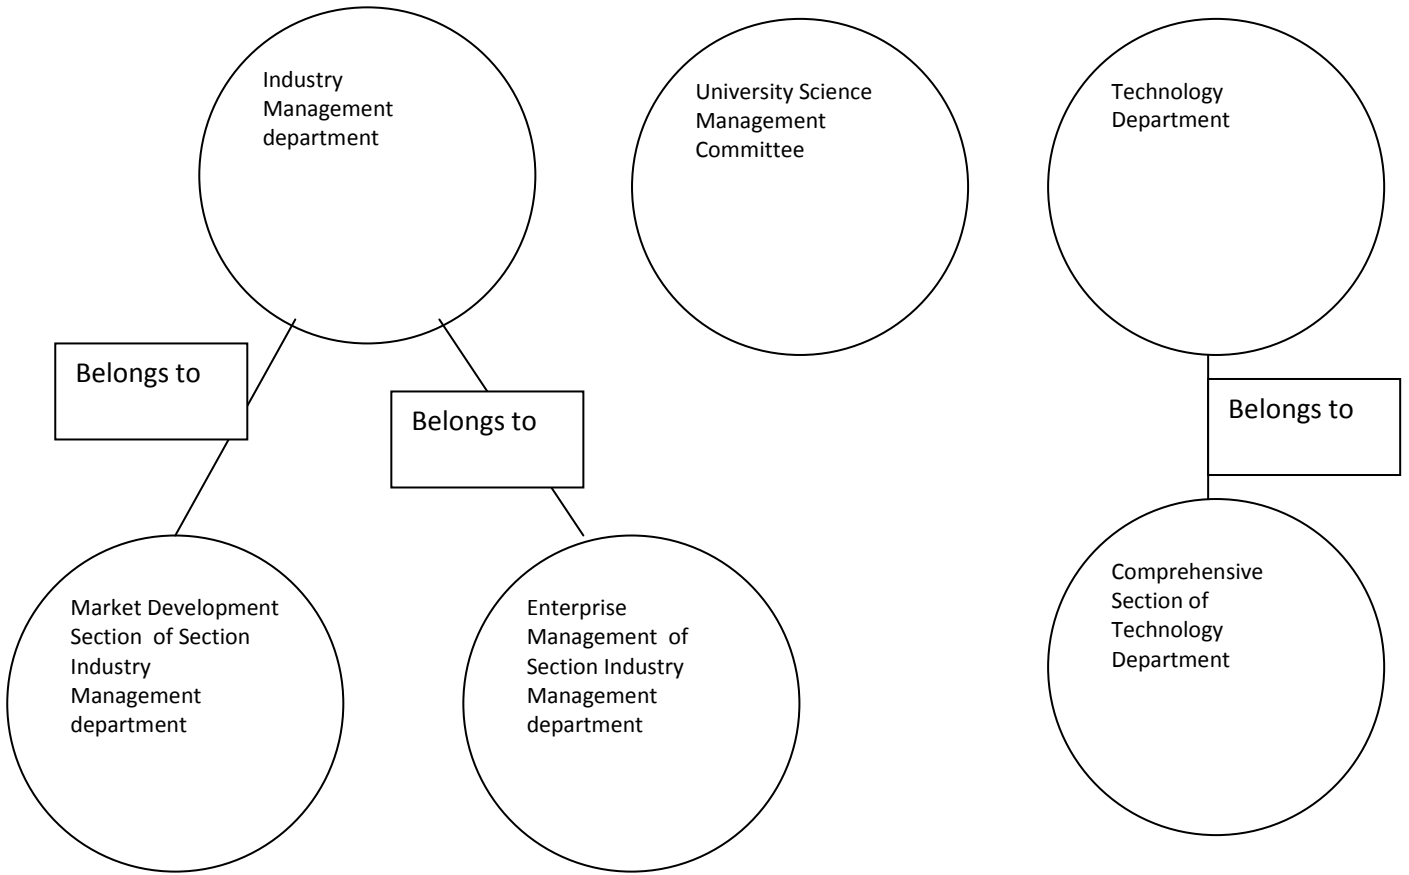 Industry
Management
department
University Science
Management
Committee
Technology
Department
Belongs to
Belongs to
Belongs to
Market Development
Section  of Section
Industry
Management
department
Enterprise
Management  of
Section Industry
Management
department
Comprehensive
Section of
Technology
Department